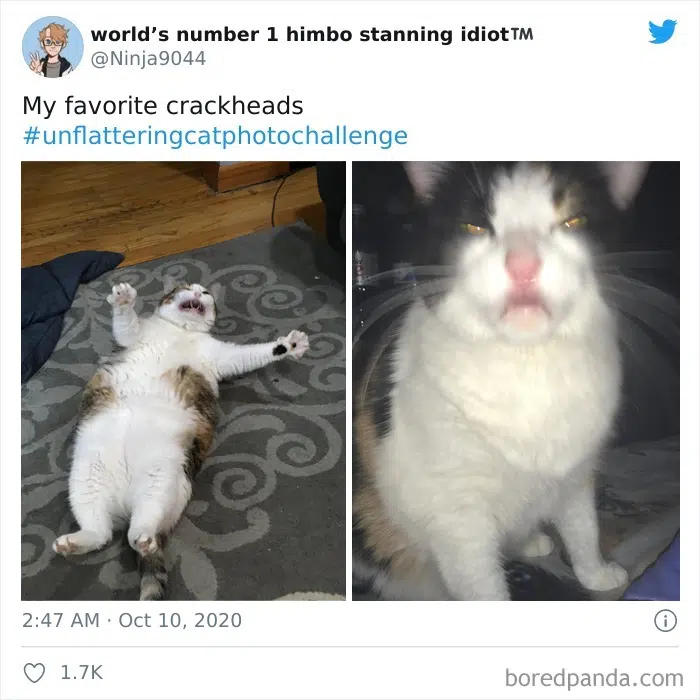 world’s number 1 himbo stanning idiot™
@Ninja9044
My favorite crackheads
#unflatteringcatphotochallenge
2:47 AM · Oct 10, 2020
1.7K
boredpanda.com